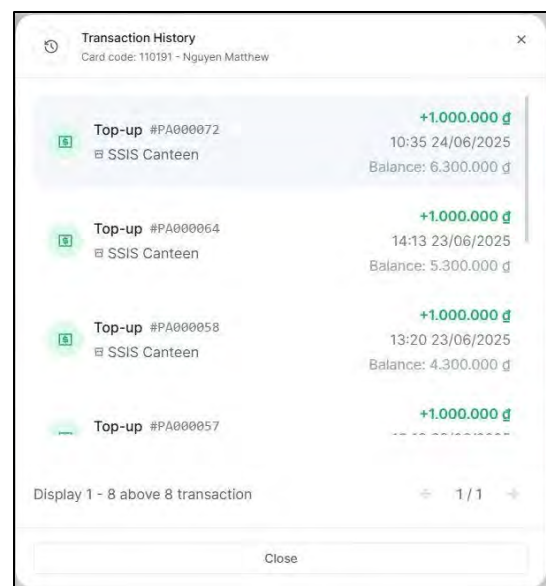 Transaction History
Card code: 110191 - Nguyen Matthew
Top-up #PA000072
SSIS Canteen
+1.000.000 ₫
10:35 24/06/2025
Balance: 6.300.000 ₫
Top-up #PA000064
SSIS Canteen
+1.000.000 ₫
14:13 23/06/2025
Balance: 5.300.000 ₫
Top-up #PA000058
SSIS Canteen
+1.000.000 ₫
13:20 23/06/2025
Balance: 4.300.000 ₫
Top-up #PA000057
+1.000.000 ₫
Display 1 - 8 above 8 transaction
1 / 1
Close